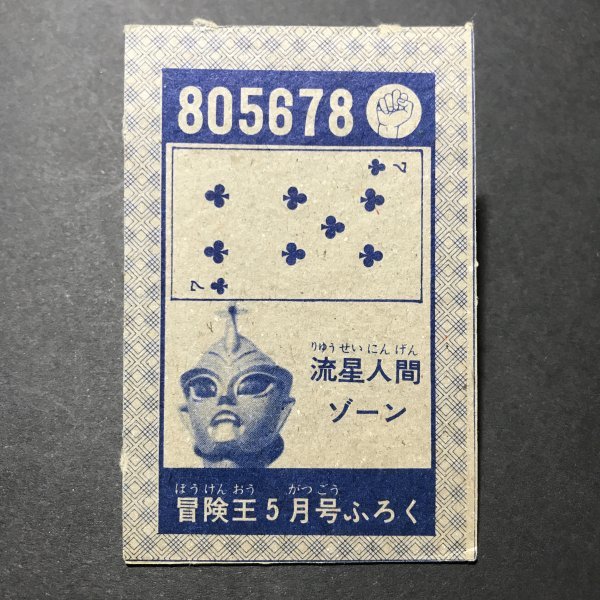 805678
7
7
りゅうせいにんげん
流星人間
ゾーン
ぼうけんおう がつごう
冒険王5月号ふろく